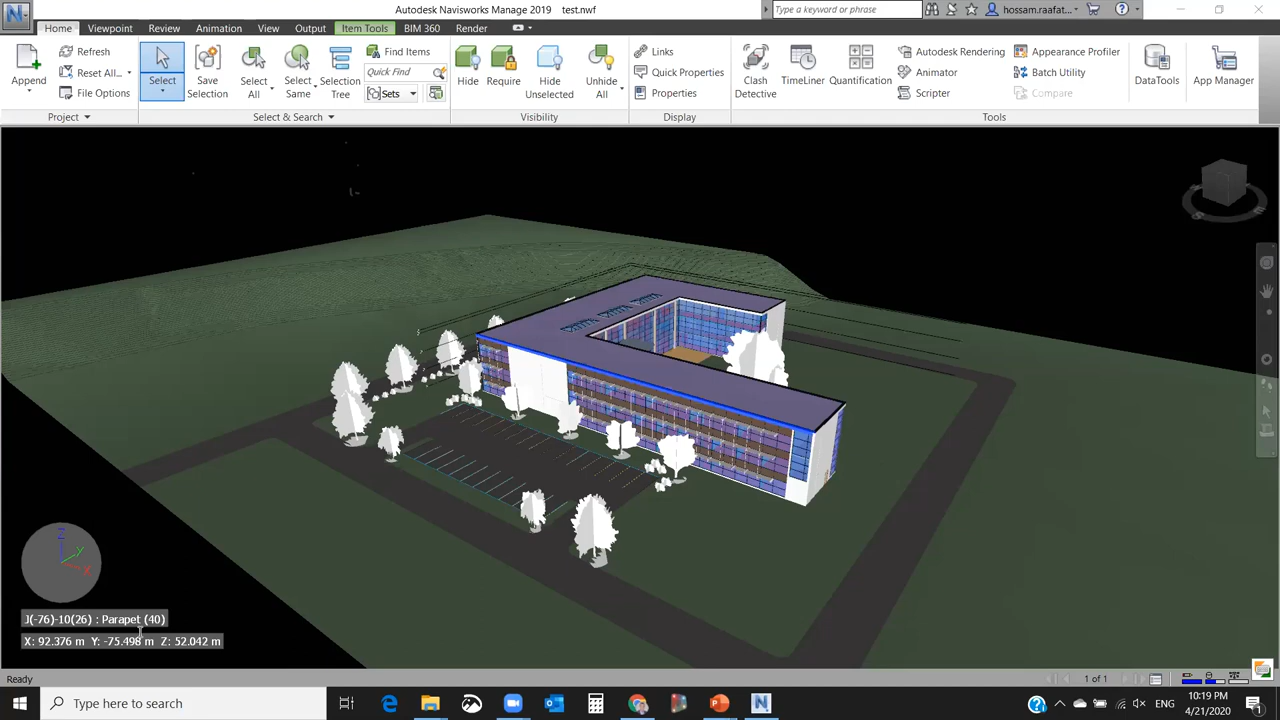 Autodesk Navisworks Manage 2019 test.nwf
Type a keyword or phrase
hossam.raafat...
Home Viewpoint Review Animation View Output Item Tools BIM 360 Render
Append
Refresh
Reset All...
File Options
Project
Select
Save Selection
Select All
Select Same
Selection Tree
Find Items
Quick Find
Sets
Select & Search
Hide
Require
Hide Unselected
Unhide All
Visibility
Links
Quick Properties
Properties
Display
Clash Detective
TimeLiner
Quantification
Autodesk Rendering
Animator
Scripter
Appearance Profiler
Batch Utility
Compare
DataTools
App Manager
Tools
Z
Y
X
J(-76)-10(26) : Parapet (40)
X: 92.376 m Y: -75.498 m Z: 52.042 m
Ready
1 of 1
Type here to search
ENG
10:19 PM
4/21/2020